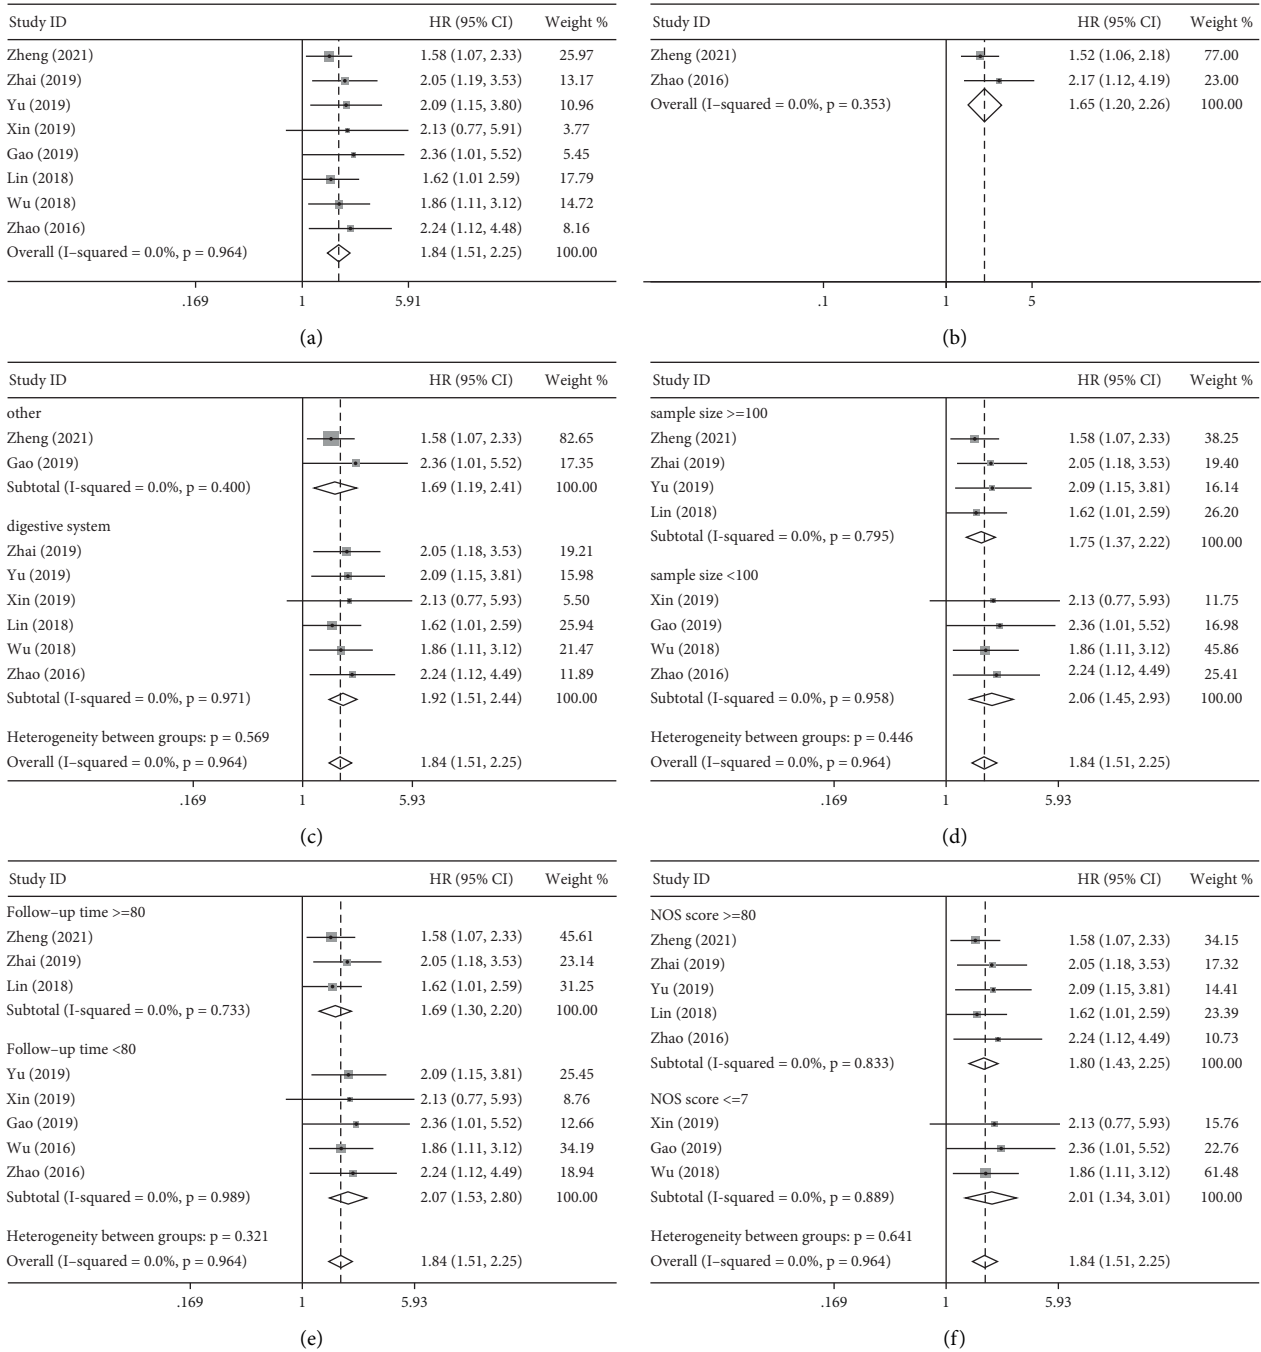 Study ID HR (95% CI) Weight %
Zheng (2021) 1.58 (1.07, 2.33) 25.97
Zhai (2019) 2.05 (1.19, 3.53) 13.17
Yu (2019) 2.09 (1.15, 3.80) 10.96
Xin (2019) 2.13 (0.77, 5.91) 3.77
Gao (2019) 2.36 (1.01, 5.52) 5.45
Lin (2018) 1.62 (1.01 2.59) 17.79
Wu (2018) 1.86 (1.11, 3.12) 14.72
Zhao (2016) 2.24 (1.12, 4.48) 8.16
Overall (I–squared = 0.0%, p = 0.964) 1.84 (1.51, 2.25) 100.00
.169 1 5.91
(a)
Study ID HR (95% CI) Weight %
Zheng (2021) 1.52 (1.06, 2.18) 77.00
Zhao (2016) 2.17 (1.12, 4.19) 23.00
Overall (I–squared = 0.0%, p = 0.353) 1.65 (1.20, 2.26) 100.00
.1 1 5
(b)
Study ID HR (95% CI) Weight %
other
Zheng (2021) 1.58 (1.07, 2.33) 82.65
Gao (2019) 2.36 (1.01, 5.52) 17.35
Subtotal (I-squared = 0.0%, p = 0.400) 1.69 (1.19, 2.41) 100.00
digestive system
Zhai (2019) 2.05 (1.18, 3.53) 19.21
Yu (2019) 2.09 (1.15, 3.81) 15.98
Xin (2019) 2.13 (0.77, 5.93) 5.50
Lin (2018) 1.62 (1.01, 2.59) 25.94
Wu (2018) 1.86 (1.11, 3.12) 21.47
Zhao (2016) 2.24 (1.12, 4.49) 11.89
Subtotal (I-squared = 0.0%, p = 0.971) 1.92 (1.51, 2.44) 100.00
Heterogeneity between groups: p = 0.569
Overall (I–squared = 0.0%, p = 0.964) 1.84 (1.51, 2.25)
.169 1 5.93
(c)
Study ID HR (95% CI) Weight %
sample size >=100
Zheng (2021) 1.58 (1.07, 2.33) 38.25
Zhai (2019) 2.05 (1.18, 3.53) 19.40
Yu (2019) 2.09 (1.15, 3.81) 16.14
Lin (2018) 1.62 (1.01, 2.59) 26.20
Subtotal (I-squared = 0.0%, p = 0.795) 1.75 (1.37, 2.22) 100.00
sample size <100
Xin (2019) 2.13 (0.77, 5.93) 11.75
Gao (2019) 2.36 (1.01, 5.52) 16.98
Wu (2018) 1.86 (1.11, 3.12) 45.86
Zhao (2016) 2.24 (1.12, 4.49) 25.41
Subtotal (I-squared = 0.0%, p = 0.958) 2.06 (1.45, 2.93) 100.00
Heterogeneity between groups: p = 0.446
Overall (I–squared = 0.0%, p = 0.964) 1.84 (1.51, 2.25)
.169 1 5.93
(d)
Study ID HR (95% CI) Weight %
Follow–up time >=80
Zheng (2021) 1.58 (1.07, 2.33) 45.61
Zhai (2019) 2.05 (1.18, 3.53) 23.14
Lin (2018) 1.62 (1.01, 2.59) 31.25
Subtotal (I-squared = 0.0%, p = 0.733) 1.69 (1.30, 2.20) 100.00
Follow–up time <80
Yu (2019) 2.09 (1.15, 3.81) 25.45
Xin (2019) 2.13 (0.77, 5.93) 8.76
Gao (2019) 2.36 (1.01, 5.52) 12.66
Wu (2016) 1.86 (1.11, 3.12) 34.19
Zhao (2016) 2.24 (1.12, 4.49) 18.94
Subtotal (I-squared = 0.0%, p = 0.989) 2.07 (1.53, 2.80) 100.00
Heterogeneity between groups: p = 0.321
Overall (I–squared = 0.0%, p = 0.964) 1.84 (1.51, 2.25)
.169 1 5.93
(e)
Study ID HR (95% CI) Weight %
NOS score >=80
Zheng (2021) 1.58 (1.07, 2.33) 34.15
Zhai (2019) 2.05 (1.18, 3.53) 17.32
Yu (2019) 2.09 (1.15, 3.81) 14.41
Lin (2018) 1.62 (1.01, 2.59) 23.39
Zhao (2016) 2.24 (1.12, 4.49) 10.73
Subtotal (I-squared = 0.0%, p = 0.833) 1.80 (1.43, 2.25) 100.00
NOS score <=7
Xin (2019) 2.13 (0.77, 5.93) 15.76
Gao (2019) 2.36 (1.01, 5.52) 22.76
Wu (2018) 1.86 (1.11, 3.12) 61.48
Subtotal (I-squared = 0.0%, p = 0.889) 2.01 (1.34, 3.01) 100.00
Heterogeneity between groups: p = 0.641
Overall (I–squared = 0.0%, p = 0.964) 1.84 (1.51, 2.25)
.169 1 5.93
(f)